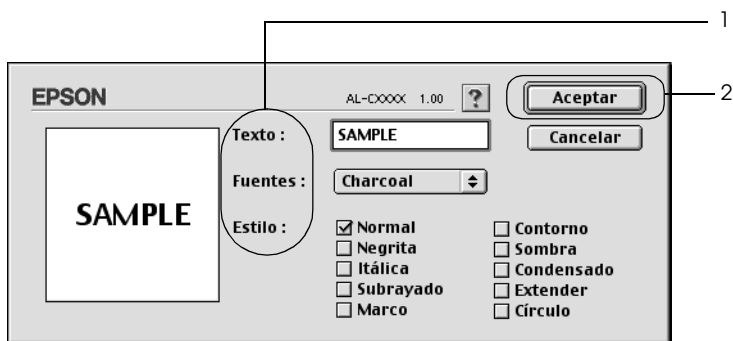 1
EPSON
AL-CXXXX 1.00
?
Aceptar
2
Texto :
SAMPLE
Cancelar
Fuentes :
Charcoal
SAMPLE
Estilo :
Normal
Contorno
Negrita
Sombra
Itálica
Condensado
Subrayado
Extender
Marco
Círculo